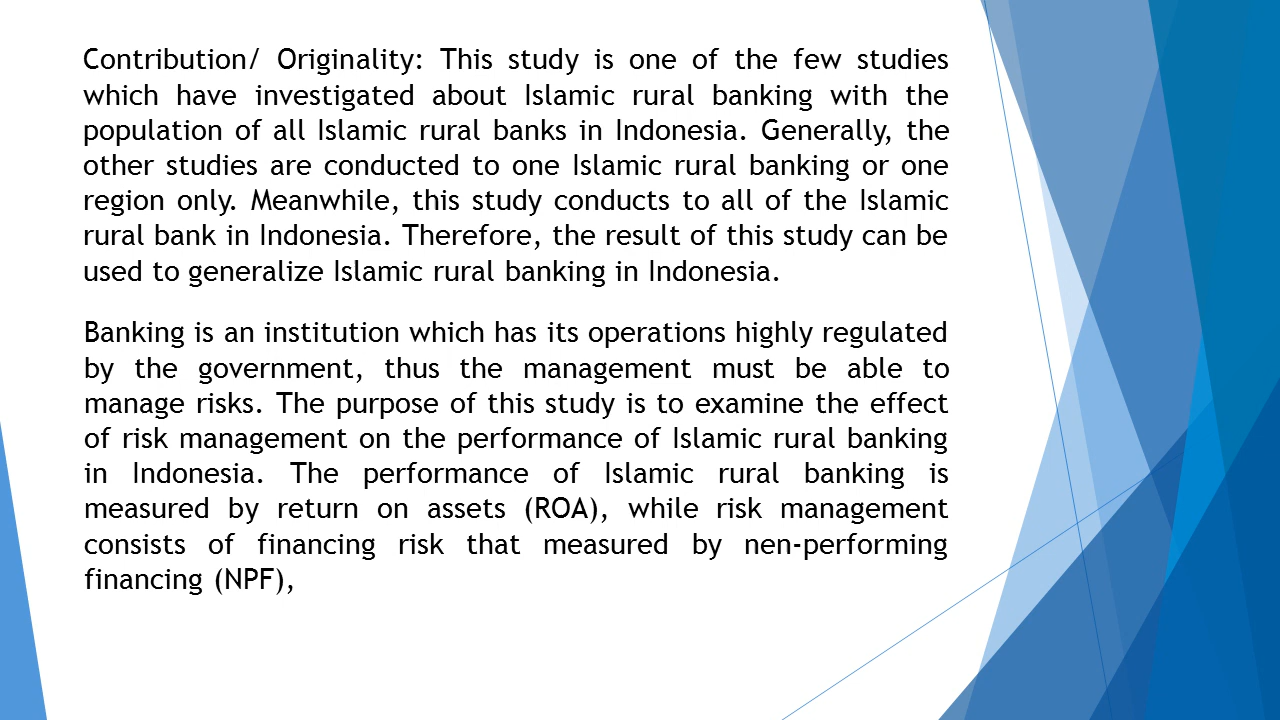 Contribution/ Originality: This study is one of the few studies
which have investigated about Islamic rural banking with the
population of all Islamic rural banks in Indonesia. Generally, the
other studies are conducted to one Islamic rural banking or one
region only. Meanwhile, this study conducts to all of the Islamic
rural bank in Indonesia. Therefore, the result of this study can be
used to generalize Islamic rural banking in Indonesia.
Banking is an institution which has its operations highly regulated
by the government, thus the management must be able to
manage risks. The purpose of this study is to examine the effect
of risk management on the performance of Islamic rural banking
in Indonesia. The performance of Islamic rural banking is
measured by return on assets (ROA), while risk management
consists of financing risk that measured by nen-performing
financing (NPF),